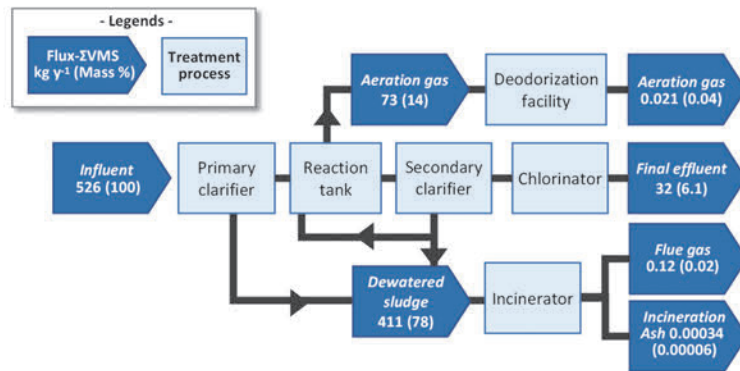 - Legends -
Flux-ΣVMS
kg y⁻¹ (Mass %)
Treatment
process
Aeration gas
73 (14)
Deodorization
facility
Aeration gas
0.021 (0.04)
Influent
526 (100)
Primary
clarifier
Reaction
tank
Secondary
clarifier
Chlorinator
Final effluent
32 (6.1)
Dewatered
sludge
411 (78)
Incinerator
Flue gas
0.12 (0.02)
Incineration
Ash 0.00034
(0.00006)